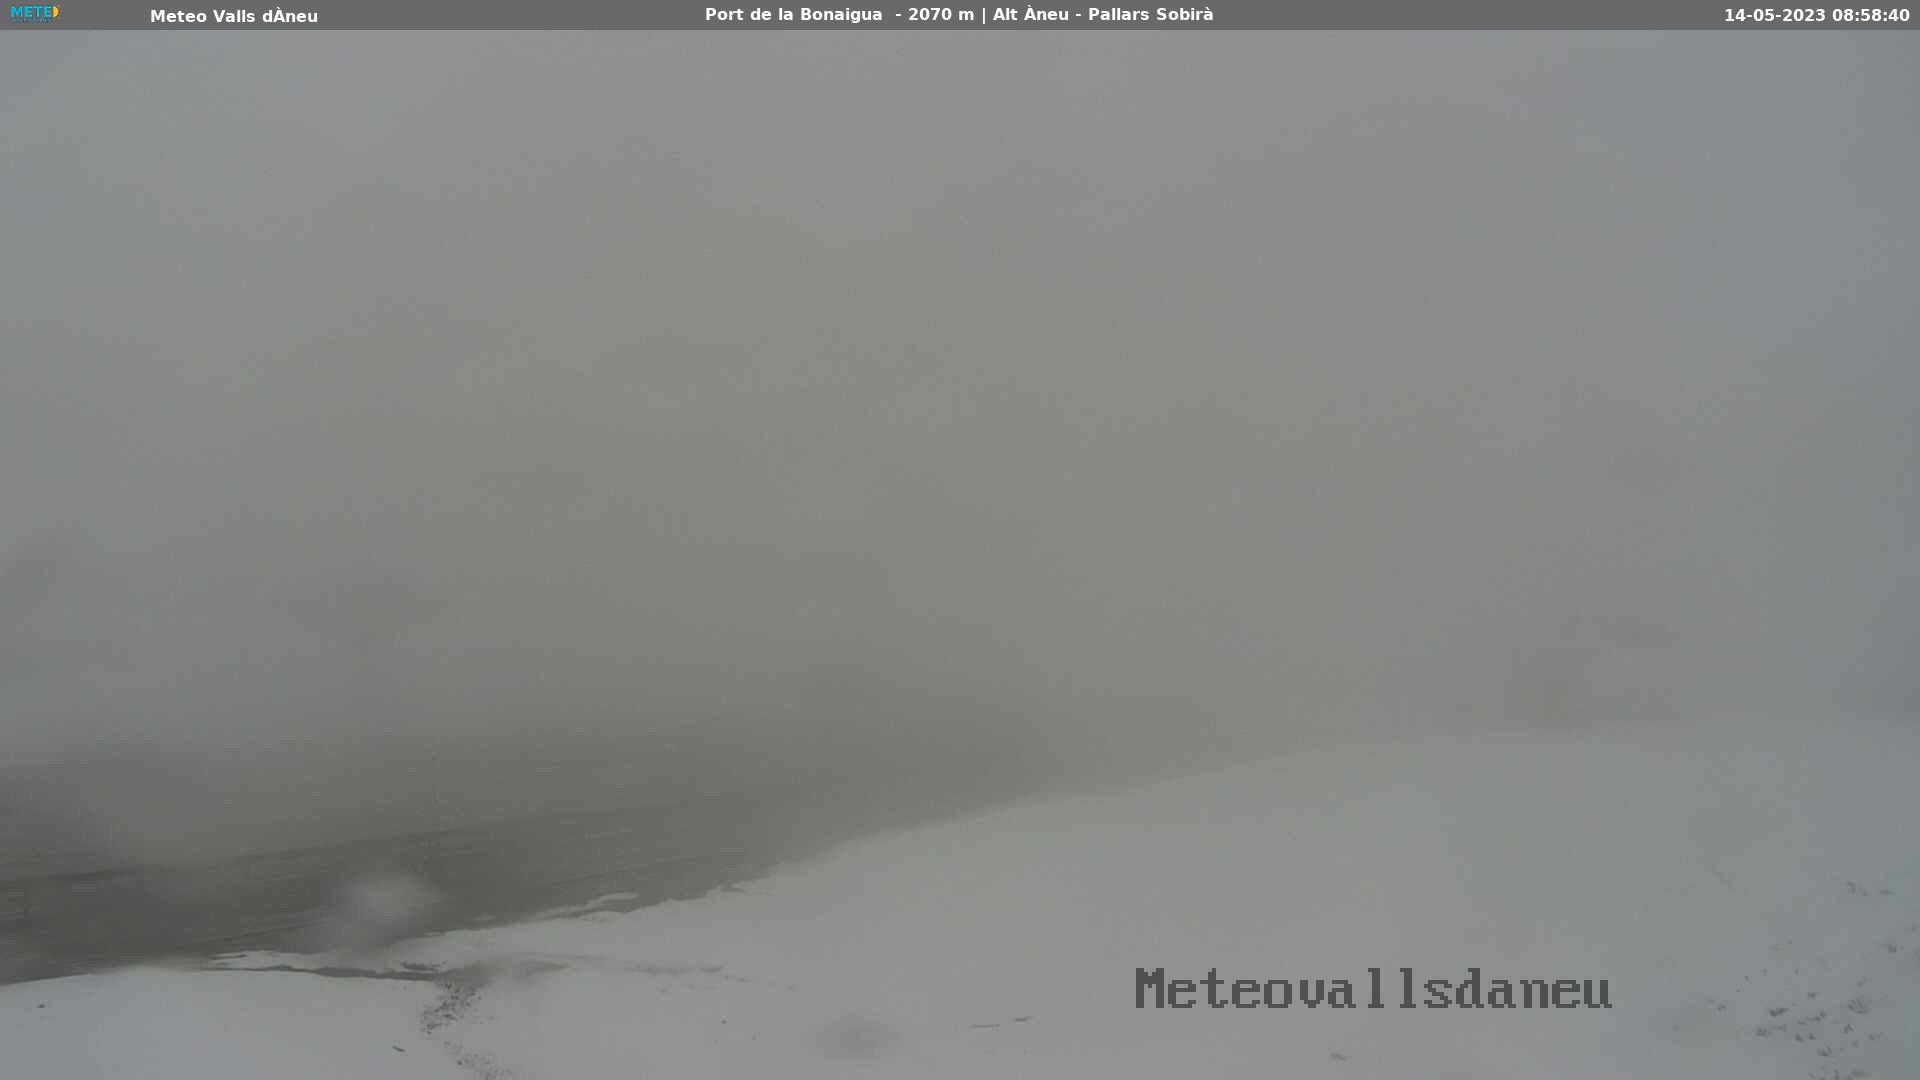 METEO
Meteo Valls dÀneu
Port de la Bonaigua  - 2070 m | Alt Àneu - Pallars Sobirà
14-05-2023 08:58:40
Meteovallsdaneu